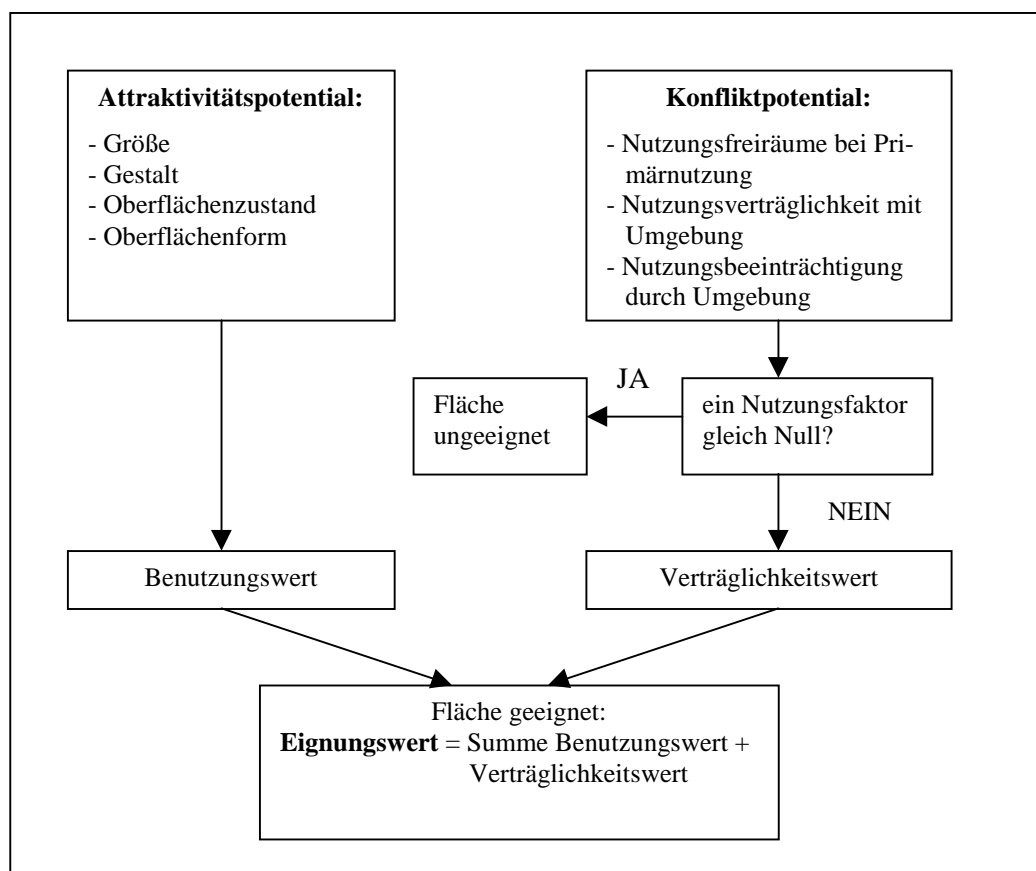 Attraktivitätspotential:
- Größe
- Gestalt
- Oberflächenzustand
- Oberflächenform
Konfliktpotential:
- Nutzungsfreiräume bei Pri-
märnutzung
- Nutzungsverträglichkeit mit
Umgebung
- Nutzungsbeeinträchtigung
durch Umgebung
JA
Fläche
ungeeignet
ein Nutzungsfaktor
gleich Null?
NEIN
Benutzungswert
Verträglichkeitswert
Fläche geeignet:
Eignungswert = Summe Benutzungswert +
Verträglichkeitswert